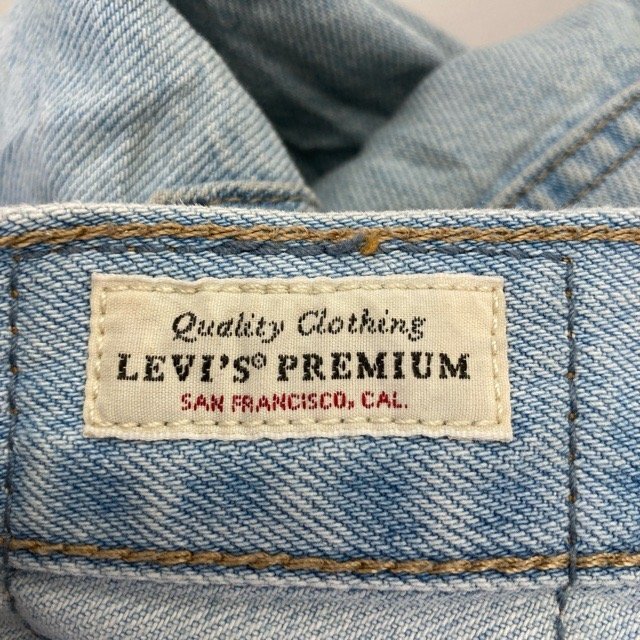 Quality Clothing
LEVI'S® PREMIUM
SAN FRANCISCO, CAL.